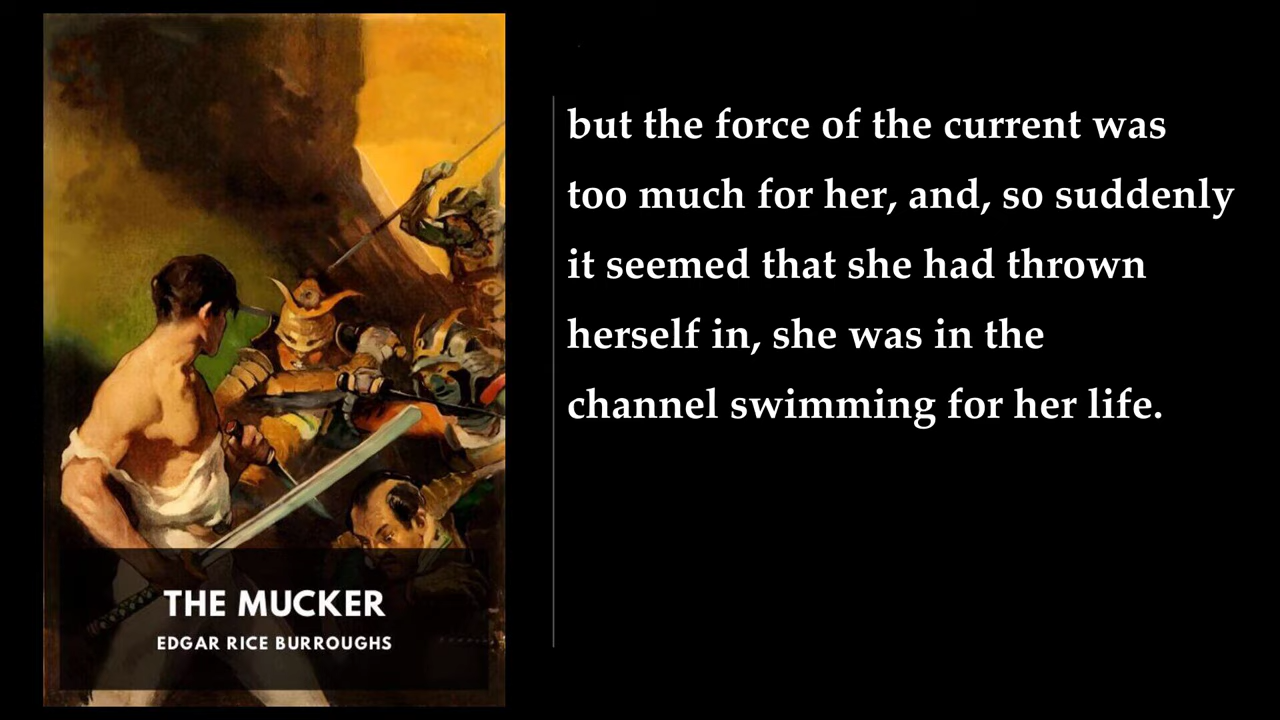 THE MUCKER
EDGAR RICE BURROUGHS
but the force of the current was
too much for her, and, so suddenly
it seemed that she had thrown
herself in, she was in the
channel swimming for her life.